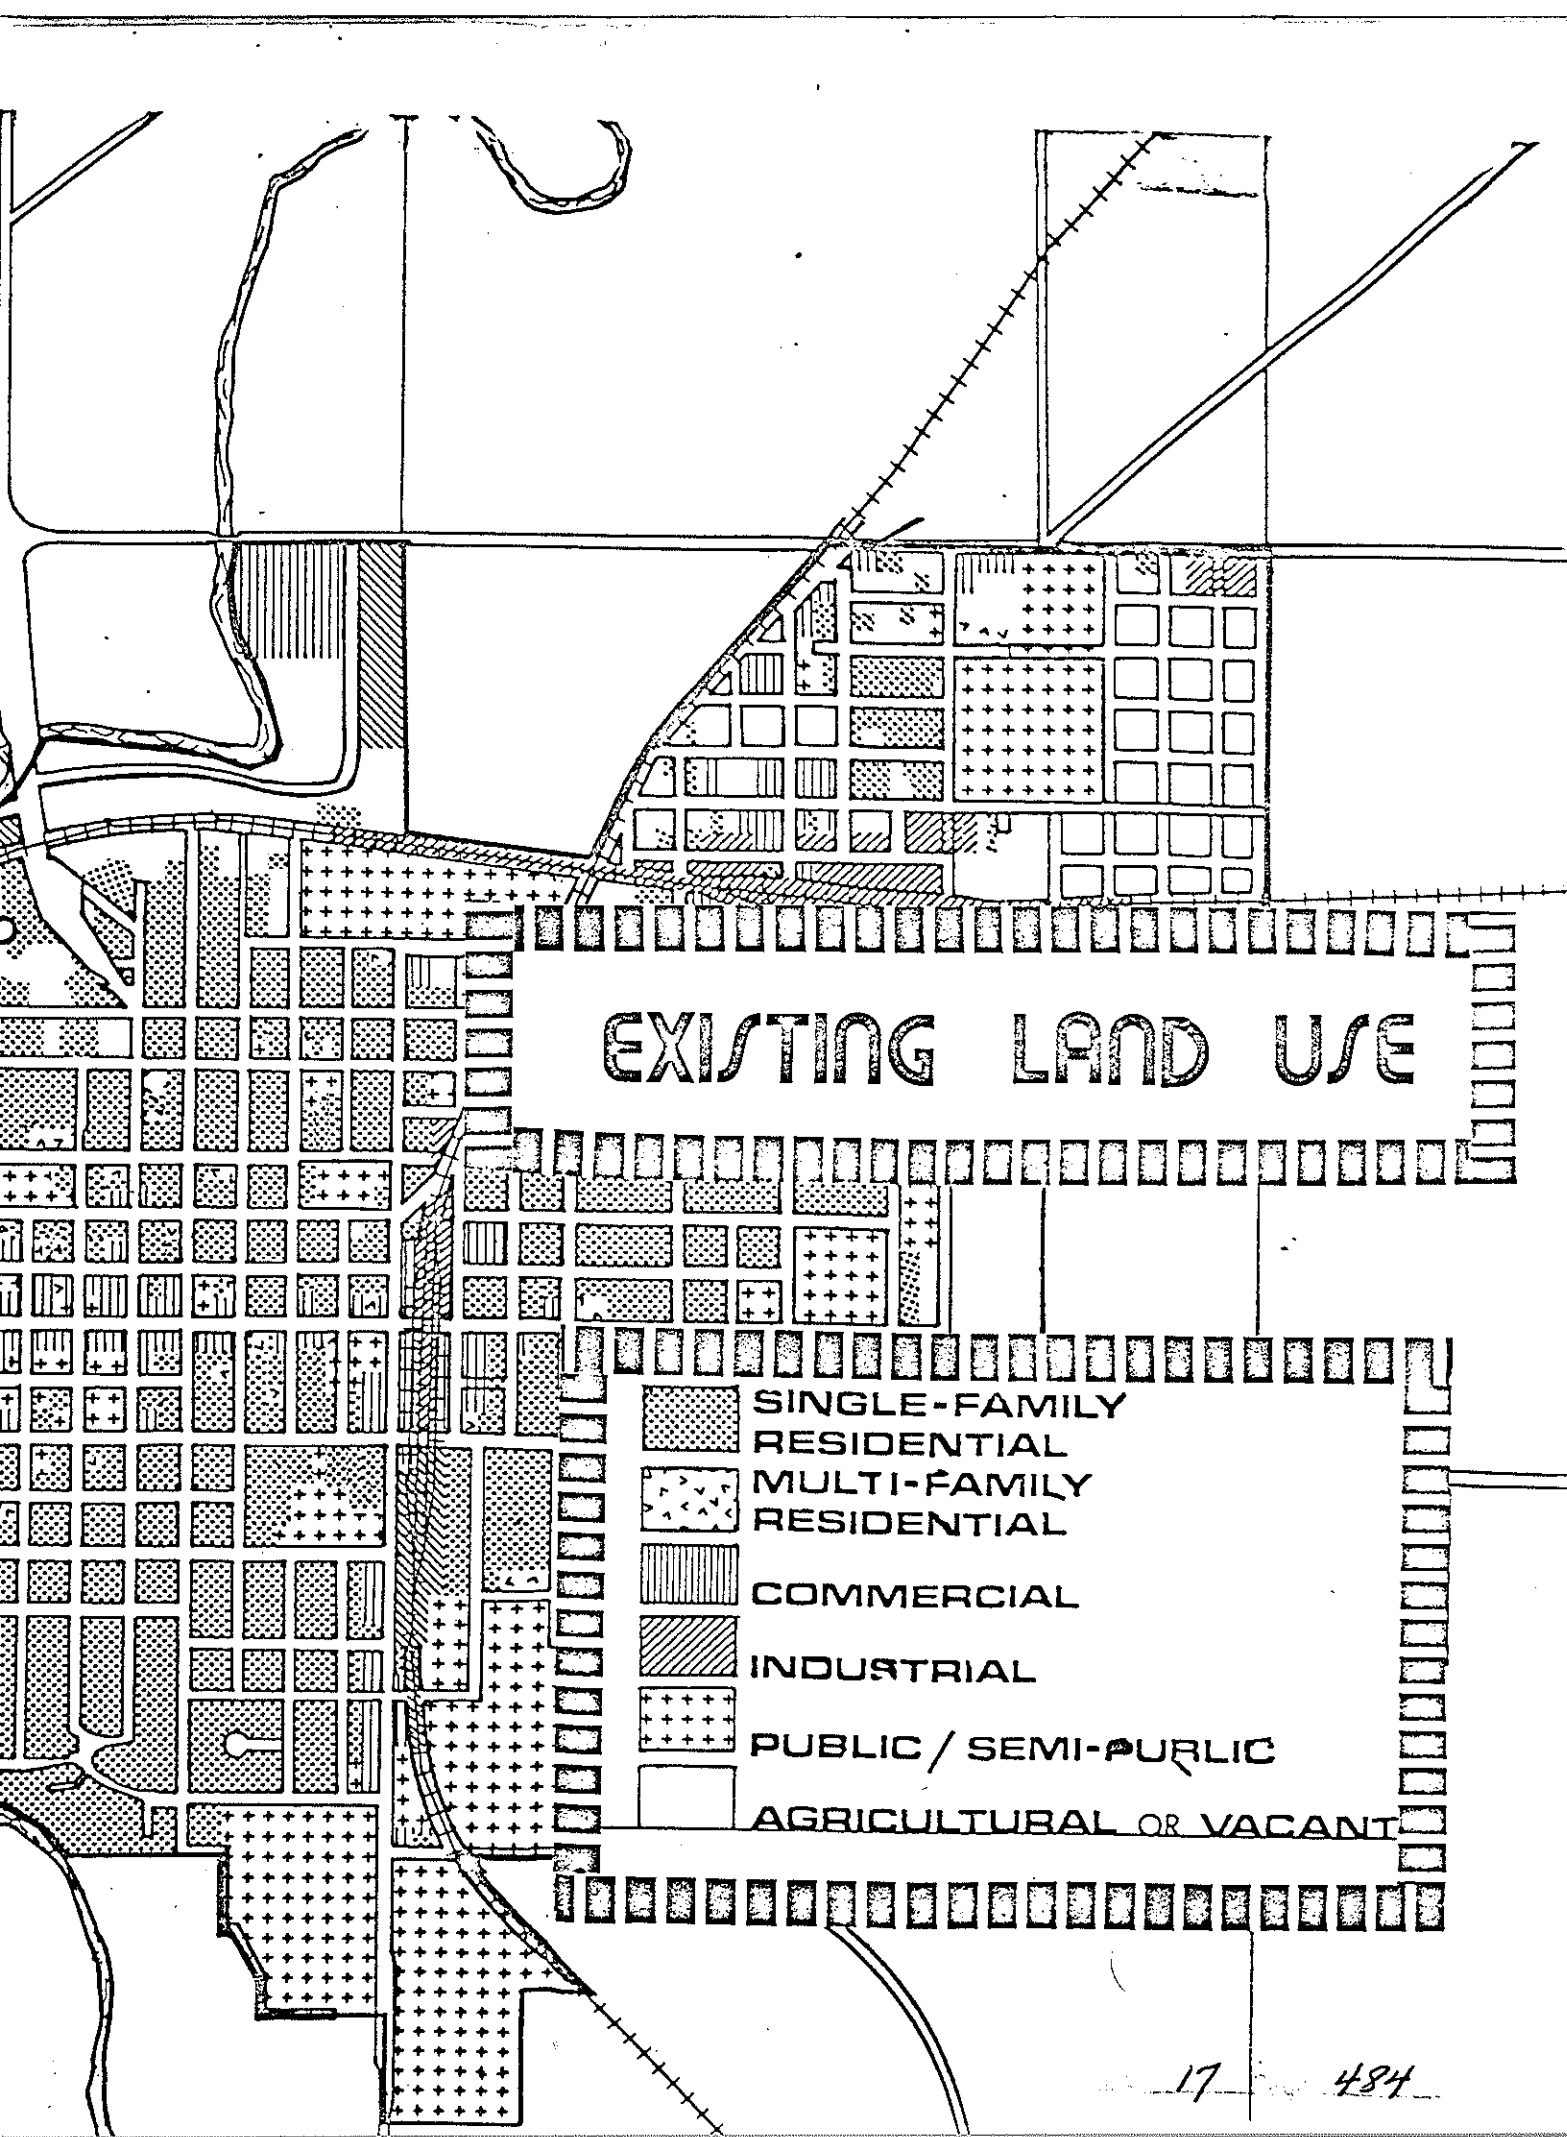 EXISTING LAND USE
SINGLE-FAMILY
RESIDENTIAL
MULTI-FAMILY
RESIDENTIAL
COMMERCIAL
INDUSTRIAL
PUBLIC / SEMI-PUBLIC
AGRICULTURAL OR VACANT
17 484